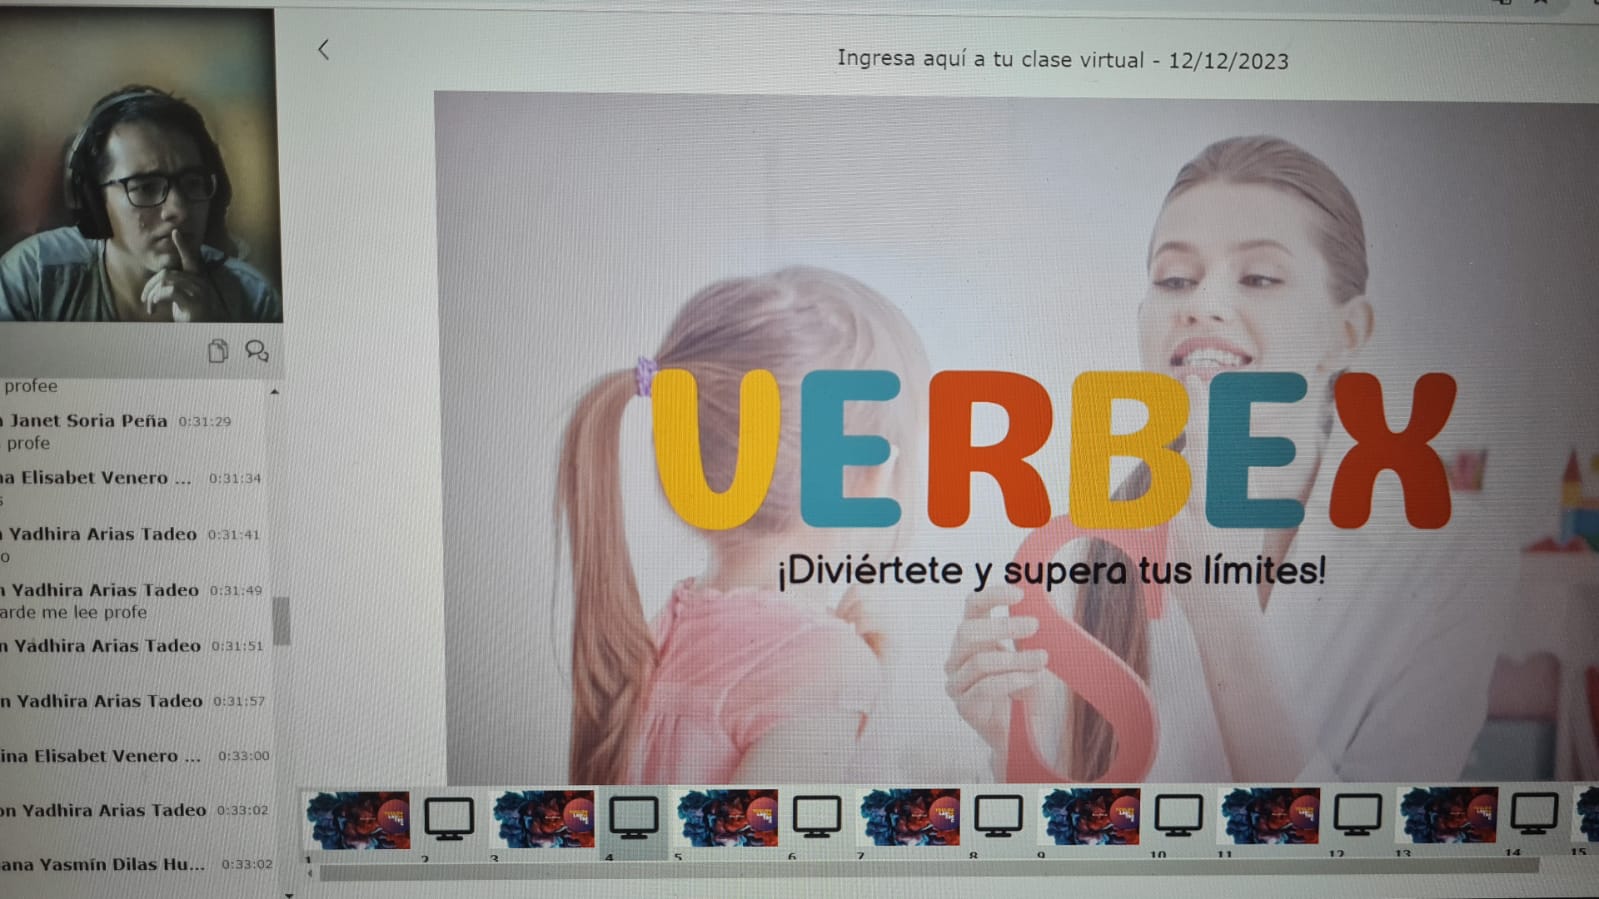 Ingresa aquí a tu clase virtual - 12/12/2023
profee
Janet Soria Peña 0:31:29
profe
Elisabet Venero ... 0:31:34
Yadhira Arias Tadeo 0:31:41
Yadhira Arias Tadeo 0:31:49
arde me lee profe
Yadhira Arias Tadeo 0:31:51
Yadhira Arias Tadeo 0:31:57
Elisabet Venero ... 0:33:00
Yadhira Arias Tadeo 0:33:02
Yasmín Dilas Hu... 0:33:02
VERBEX
¡Diviértete y supera tus límites!
S
1 2 3 4 5 6 7 8 9 10 11 12 13 14 15